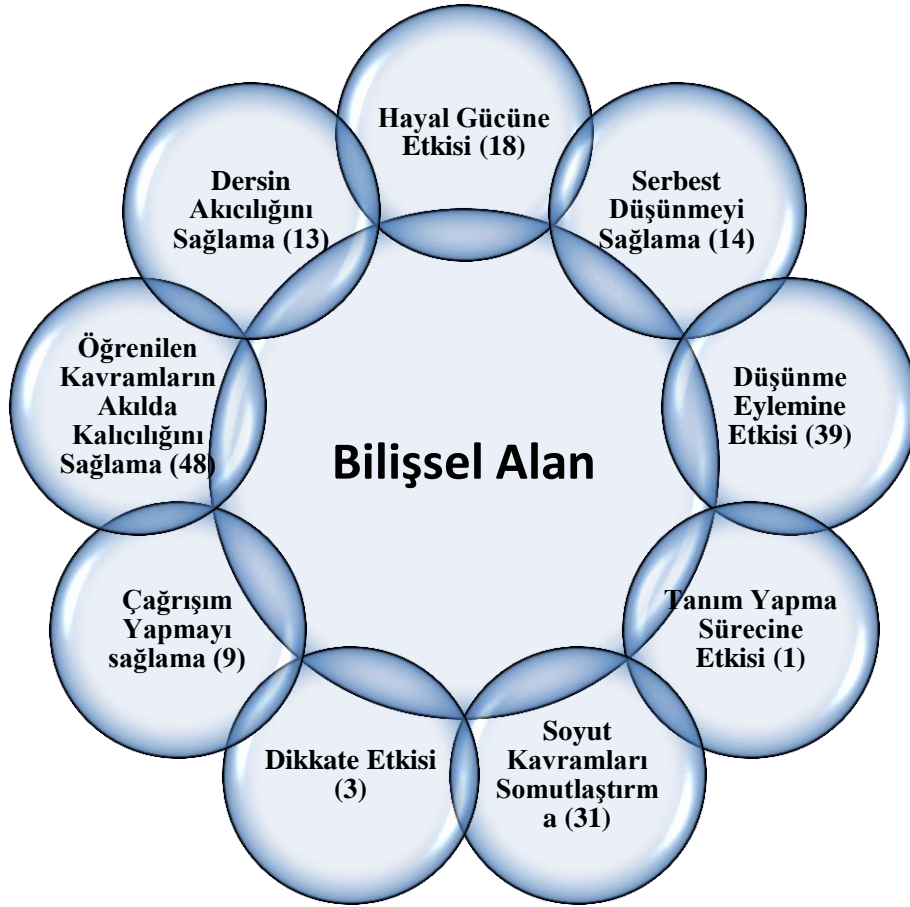 Hayal Gücüne
Etkisi (18)
Serbest
Düşünmeyi
Sağlama (14)
Düşünme
Eylemine
Etkisi (39)
Tanım Yapma
Sürecine
Etkisi (1)
Soyut
Kavramları
Somutlaştırm
a (31)
Dikkate Etkisi
(3)
Çağrışım
Yapmayı
sağlama (9)
Öğrenilen
Kavramların
Akılda
Kalıcılığını
Sağlama (48)
Dersin
Akıcılığını
Sağlama (13)
Bilişsel Alan